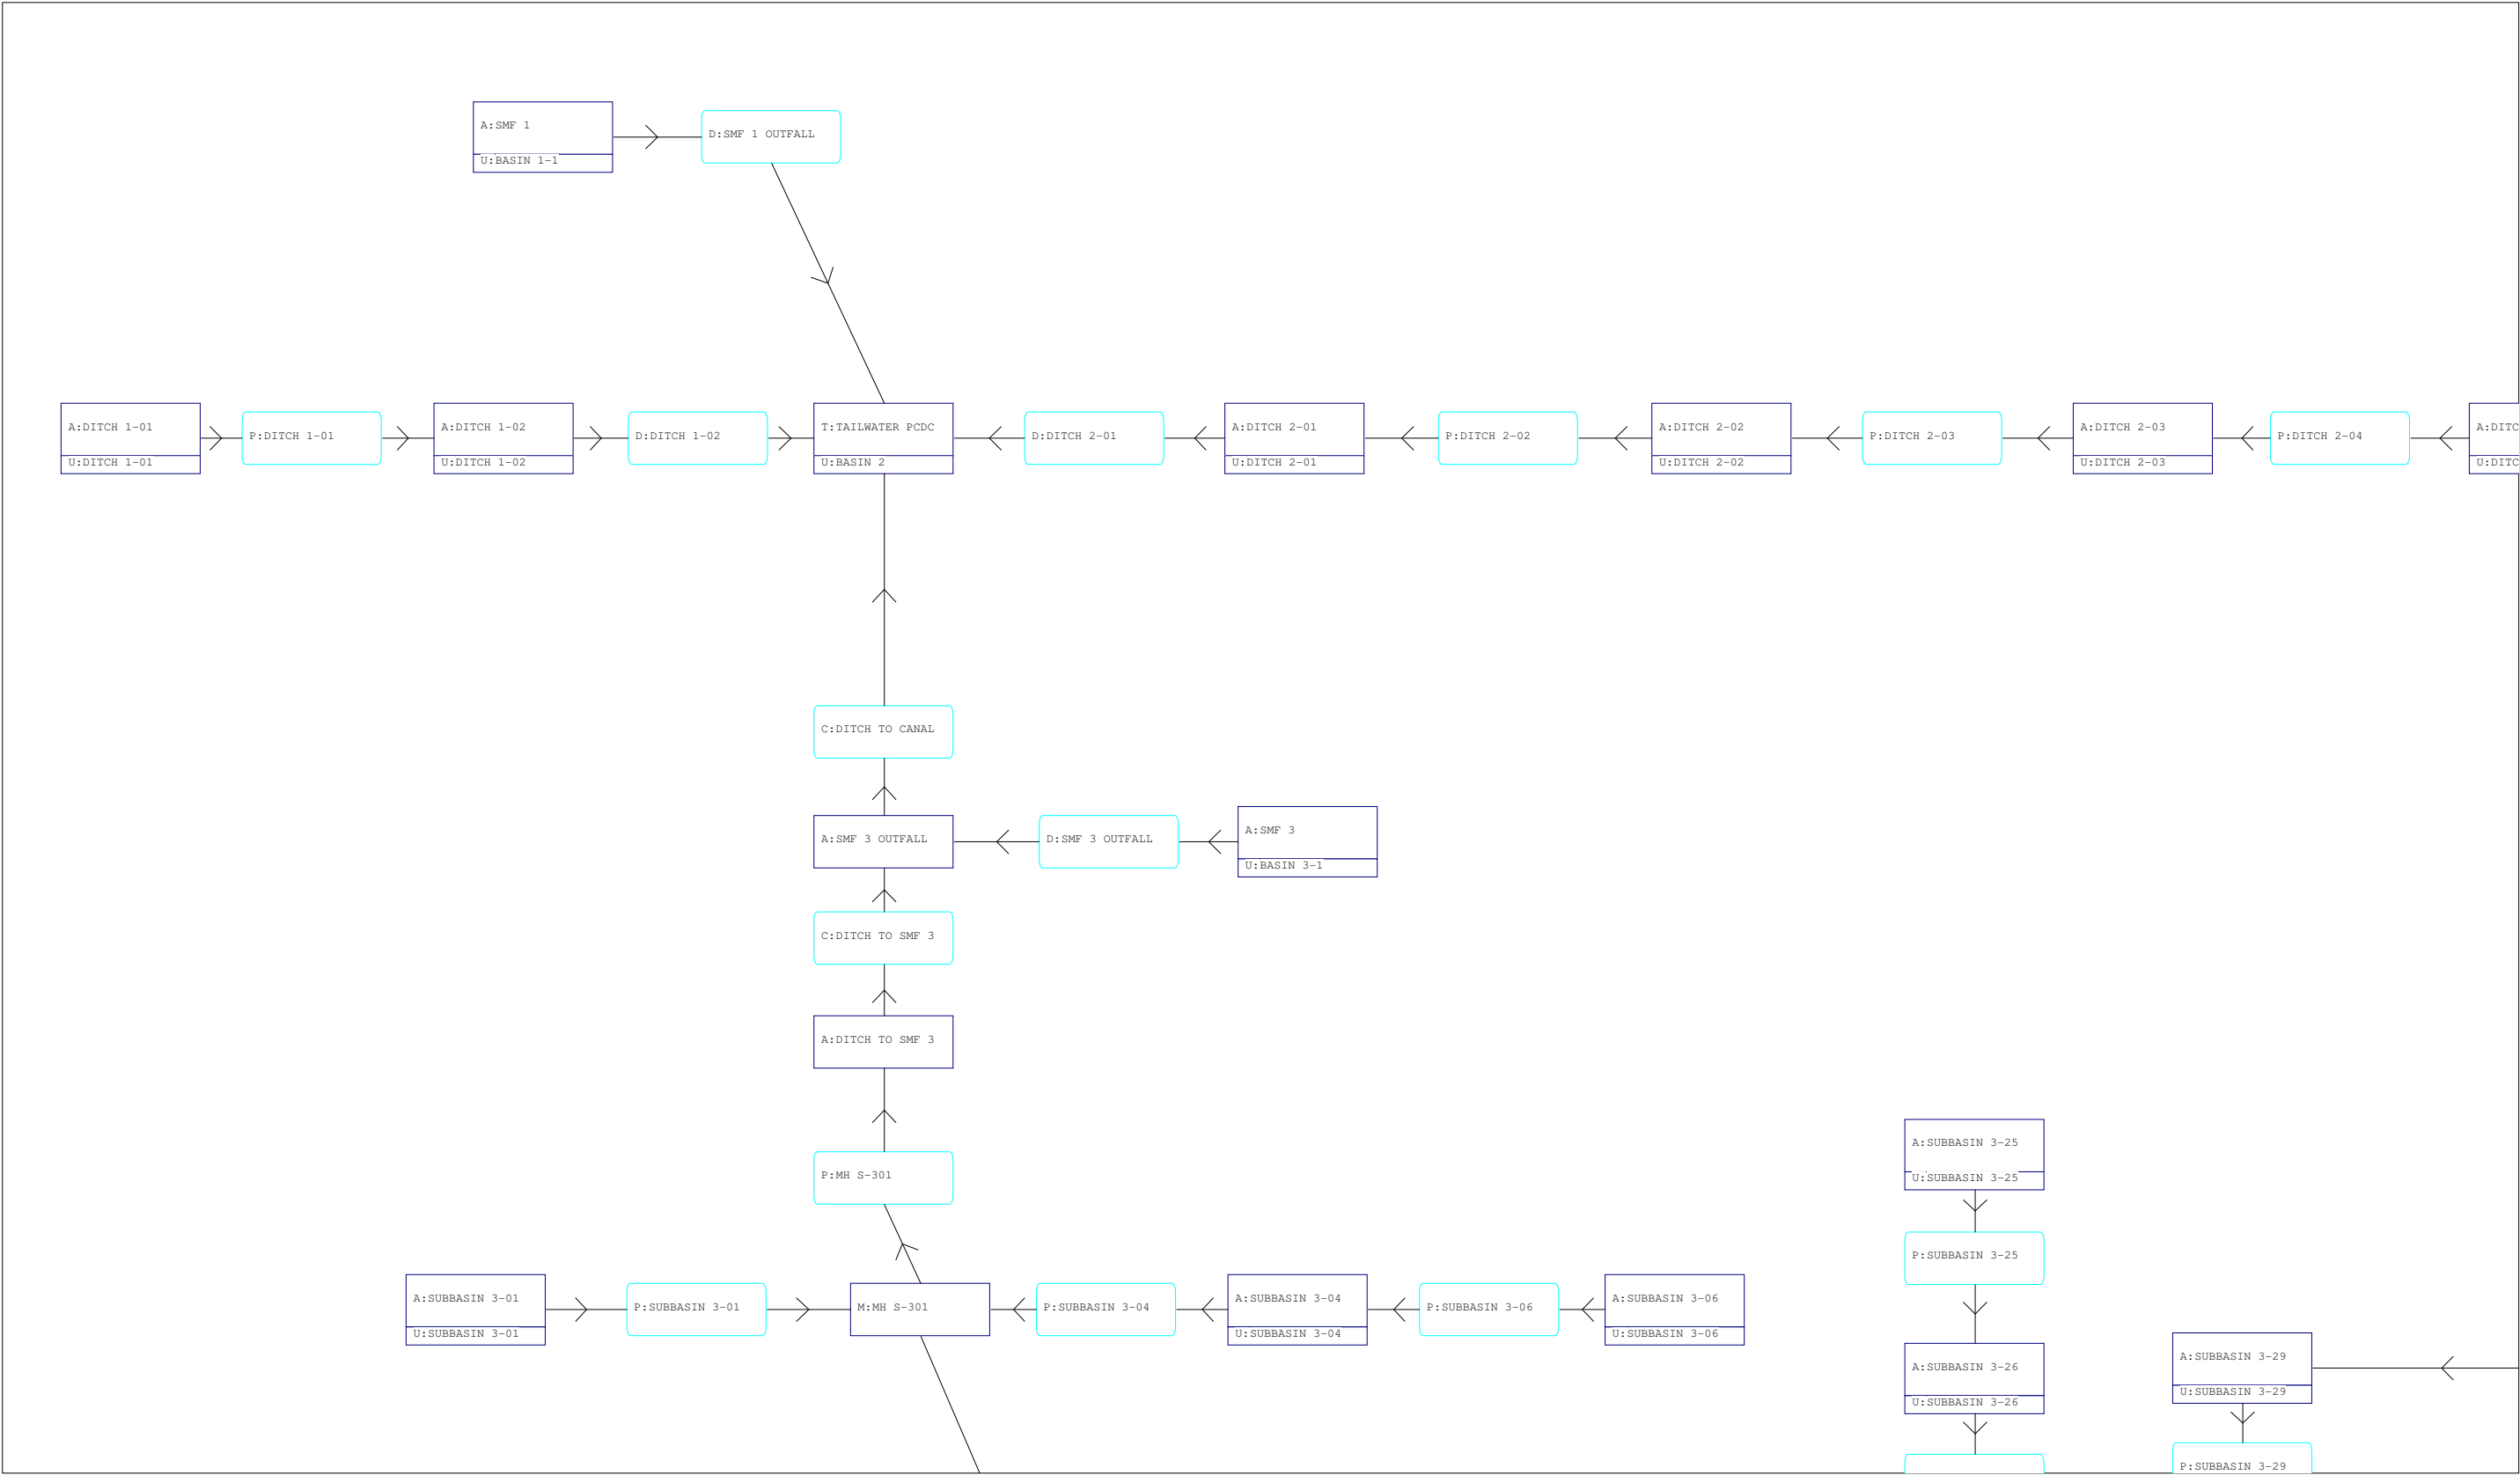 A:SMF 1
U:BASIN 1-1
D:SMF 1 OUTFALL
A:DITCH 1-01
U:DITCH 1-01
P:DITCH 1-01
A:DITCH 1-02
U:DITCH 1-02
D:DITCH 1-02
T:TAILWATER PCDC
U:BASIN 2
D:DITCH 2-01
A:DITCH 2-01
U:DITCH 2-01
P:DITCH 2-02
A:DITCH 2-02
U:DITCH 2-02
P:DITCH 2-03
A:DITCH 2-03
U:DITCH 2-03
P:DITCH 2-04
A:DITC
U:DITC
C:DITCH TO CANAL
A:SMF 3 OUTFALL
D:SMF 3 OUTFALL
A:SMF 3
U:BASIN 3-1
C:DITCH TO SMF 3
A:DITCH TO SMF 3
P:MH S-301
A:SUBBASIN 3-01
U:SUBBASIN 3-01
P:SUBBASIN 3-01
M:MH S-301
P:SUBBASIN 3-04
A:SUBBASIN 3-04
U:SUBBASIN 3-04
P:SUBBASIN 3-06
A:SUBBASIN 3-06
U:SUBBASIN 3-06
A:SUBBASIN 3-25
U:SUBBASIN 3-25
P:SUBBASIN 3-25
A:SUBBASIN 3-26
U:SUBBASIN 3-26
A:SUBBASIN 3-29
U:SUBBASIN 3-29
P:SUBBASIN 3-29